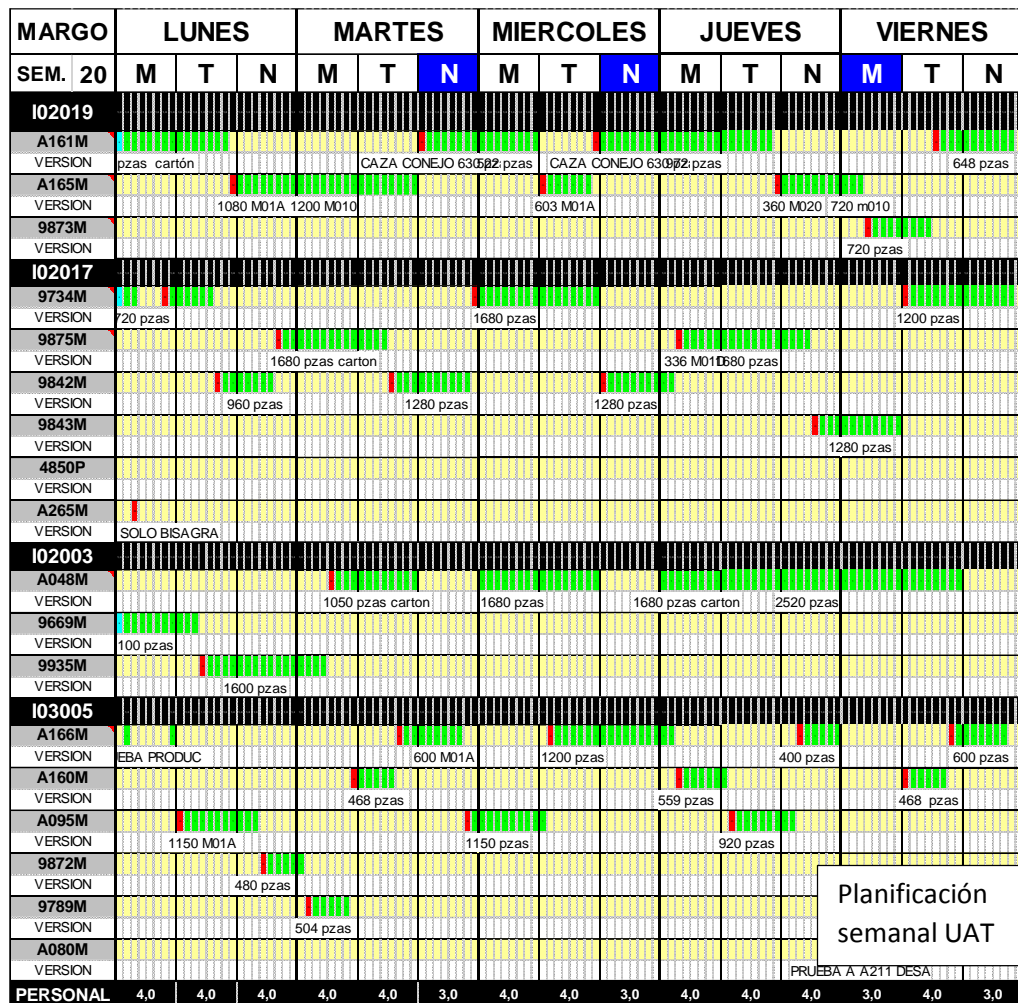 MARGO LUNES MARTES MIERCOLES JUEVES VIERNES
SEM. 20 M T N M T N M T N M T N M T N
I02019
A161M
VERSION pzas cartón CAZA CONEJO 630 pzas CAZA CONEJO 630 pzas 648 pzas
A165M
VERSION 1080 M01A 1200 M010 603 M01A 360 M020 720 m010
9873M
VERSION 720 pzas
I02017
9734M
VERSION 720 pzas 1680 pzas 1200 pzas
9875M
VERSION 1680 pzas carton 336 M01D 1680 pzas
9842M
VERSION 960 pzas 1280 pzas 1280 pzas
9843M
VERSION 1280 pzas
4850P
VERSION
A265M
VERSION SOLO BISAGRA
I02003
A048M
VERSION 1050 pzas carton 1680 pzas 1680 pzas carton 2520 pzas
9669M
VERSION 100 pzas
9935M
VERSION 1600 pzas
I03005
A166M
VERSION EBA PRODUC 600 M01A 1200 pzas 400 pzas 600 pzas
A160M
VERSION 468 pzas 559 pzas 468 pzas
A095M
VERSION 1150 M01A 1150 pzas 920 pzas
9872M
VERSION 480 pzas
9789M
VERSION 504 pzas
A080M
VERSION PRUEBA A A211 DESA
PERSONAL 4,0 4,0 4,0 4,0 4,0 3,0 4,0 4,0 3,0 4,0 4,0 4,0 3,0 4,0 3,0
Planificación
semanal UAT